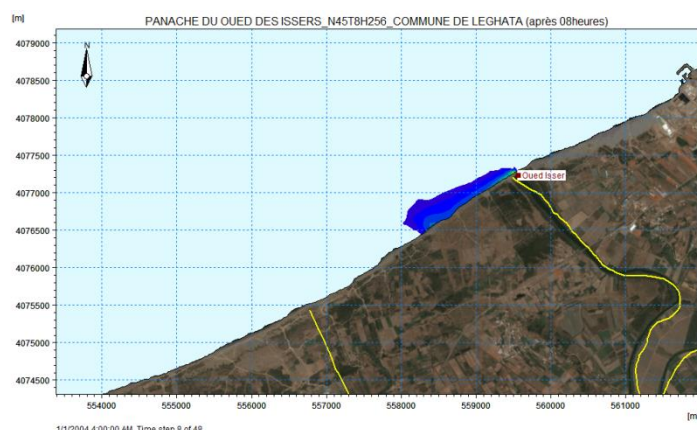 PANACHE DU OUED DES ISSERS_N45T8H256_COMMUNE DE LEGHATA (après 08heures)
[m]
N
4079000
4078500
4078000
4077500
4077000
4076500
4076000
4075500
4075000
4074500
Oued Isser
554000 555000 556000 557000 558000 559000 560000 561000
[m
1/1/2004 4:00:00 AM Time step 8 of 48